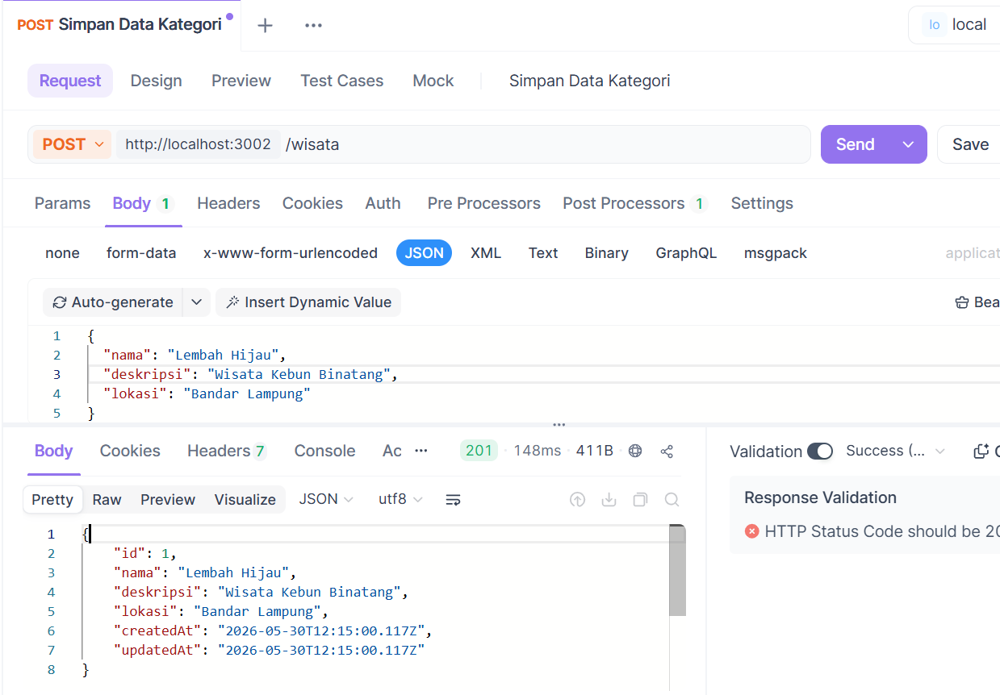 POST Simpan Data Kategori
lo local
Request Design Preview Test Cases Mock Simpan Data Kategori
POST http://localhost:3002 /wisata Send Save
Params Body 1 Headers Cookies Auth Pre Processors Post Processors 1 Settings
none form-data x-www-form-urlencoded JSON XML Text Binary GraphQL msgpack applicat
Auto-generate Insert Dynamic Value Bea
1 {
2 "nama": "Lembah Hijau",
3 "deskripsi": "Wisata Kebun Binatang",
4 "lokasi": "Bandar Lampung"
5 }
Body Cookies Headers 7 Console Ac ••• 201 · 148ms · 411B
Validation Success (...
Pretty Raw Preview Visualize JSON utf8
Response Validation
HTTP Status Code should be 20
1 {
2 "id": 1,
3 "nama": "Lembah Hijau",
4 "deskripsi": "Wisata Kebun Binatang",
5 "lokasi": "Bandar Lampung",
6 "createdAt": "2026-05-30T12:15:00.117Z",
7 "updatedAt": "2026-05-30T12:15:00.117Z"
8 }